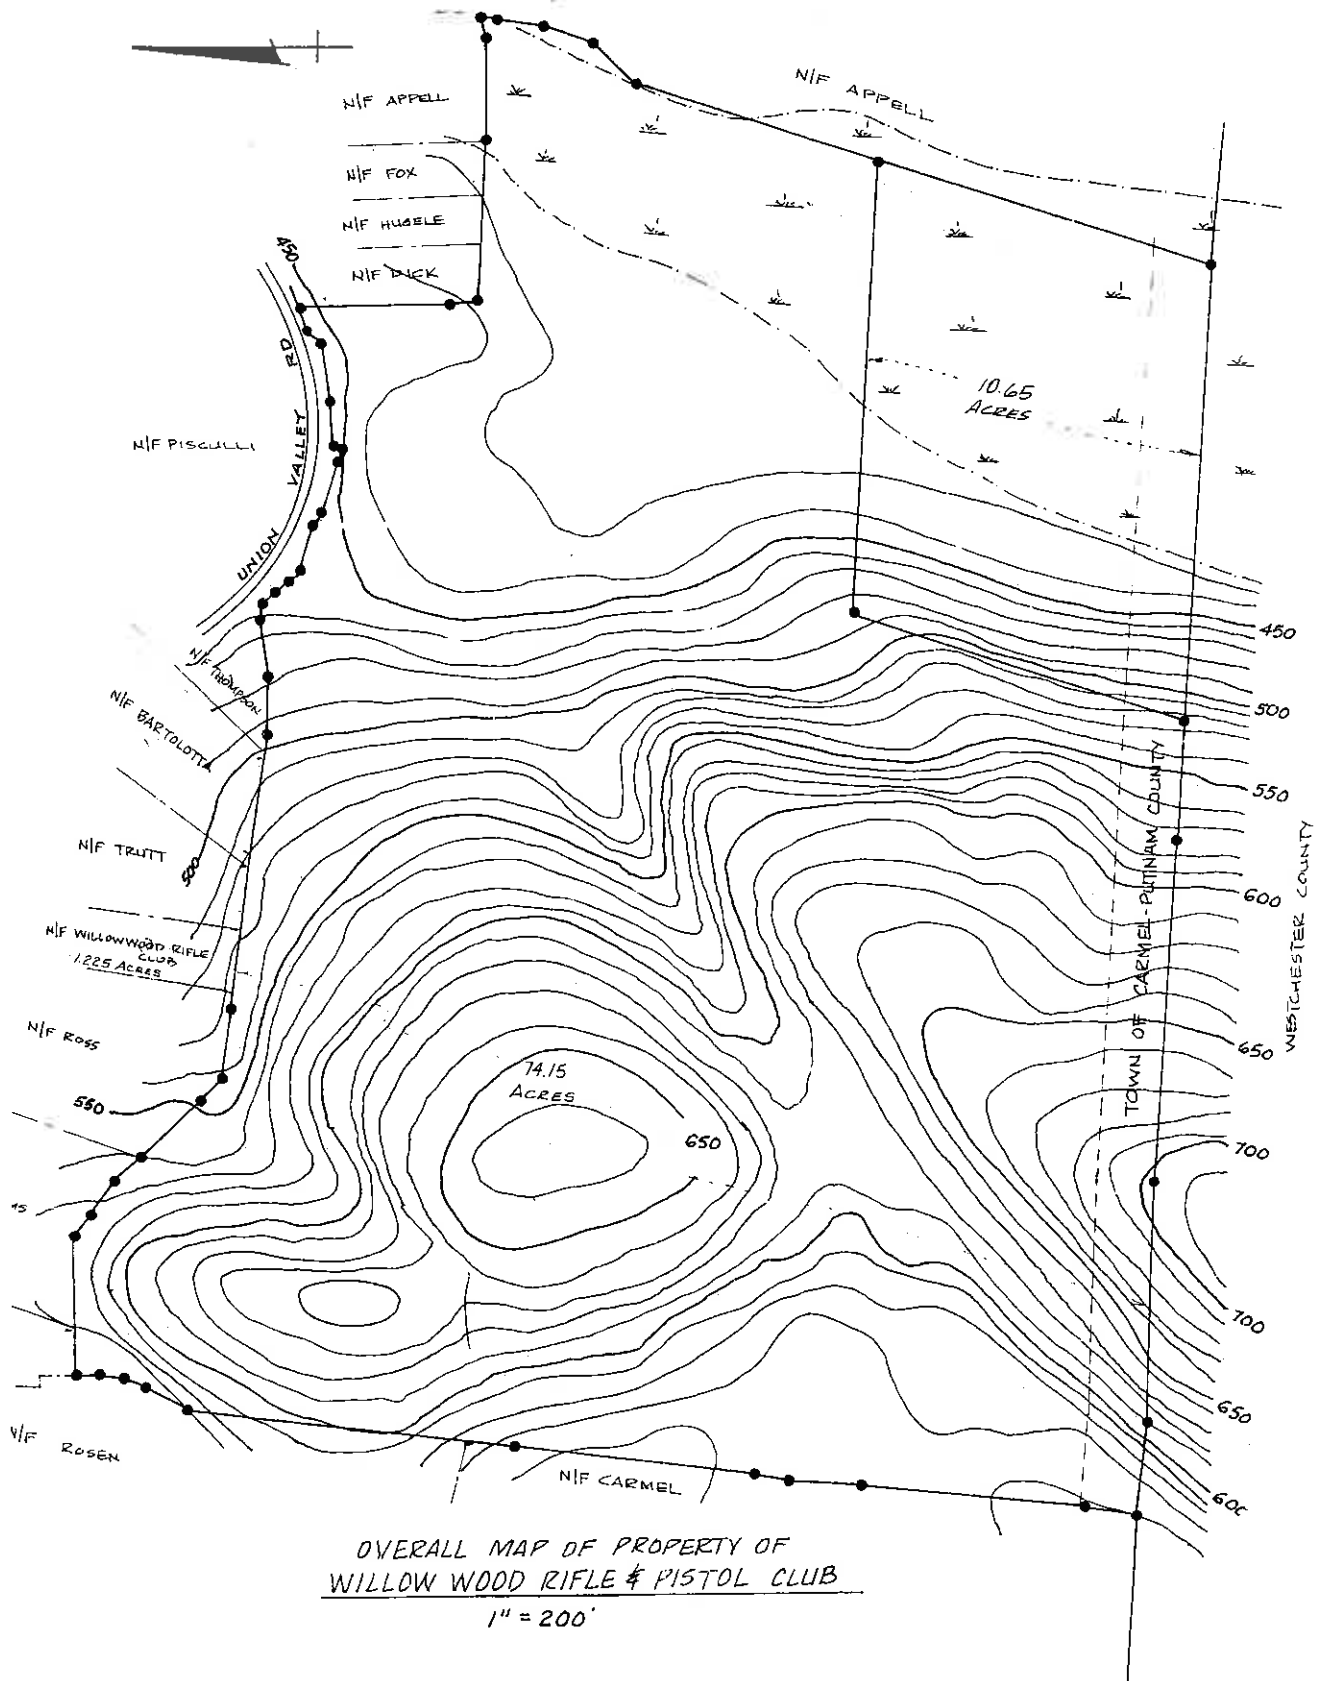 N/F APPELL
N/F APPELL
N/F FOX
N/F HUGELE
N/F DICK
450
UNION VALLEY RD
N/F PISCULLI
10.65
ACRES
450
N/F THOMPSON
N/F BARTOLOTTA
500
550
N/F TRUTT
500
600
N/F WILLOWWOOD RIFLE
CLUB
1.225 ACRES
TOWN OF CARMEL-PUTNAM COUNTY
WESTCHESTER COUNTY
N/F ROSS
650
74.15
ACRES
550
650
700
700
650
N/F ROSEN
N/F CARMEL
600
OVERALL MAP OF PROPERTY OF
WILLOW WOOD RIFLE & PISTOL CLUB
1" = 200'